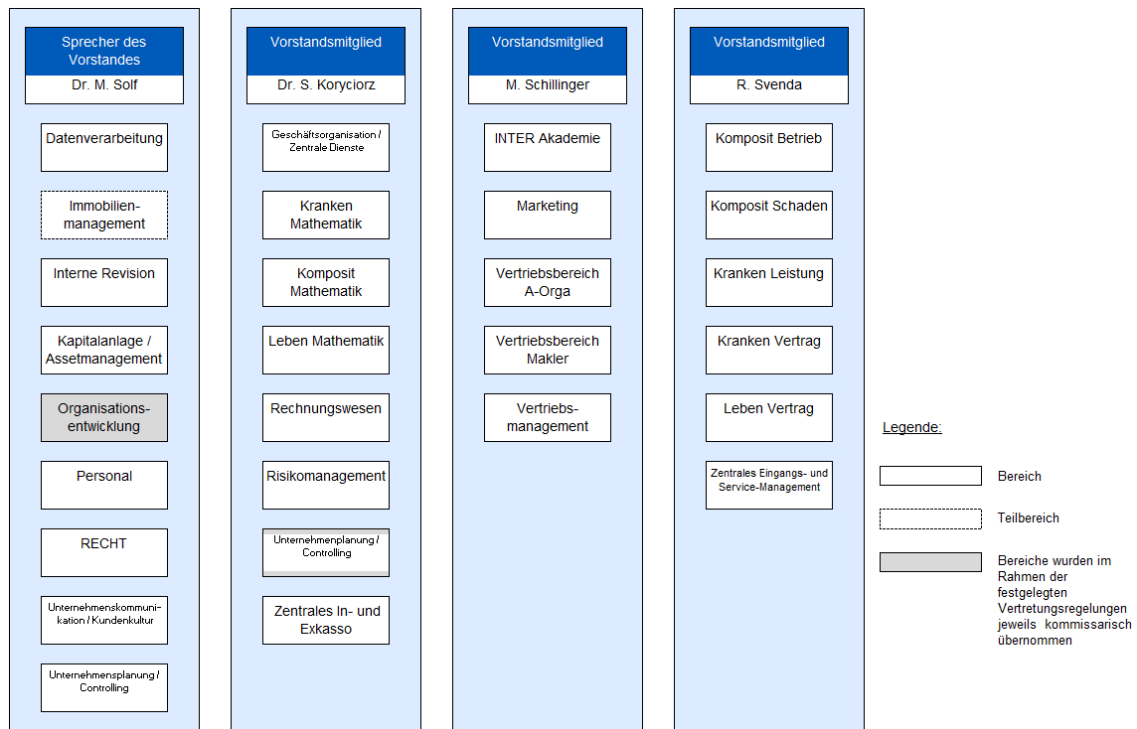 Sprecher des
Vorstandes
Dr. M. Solf
Datenverarbeitung
Immobilien-
management
Interne Revision
Kapitalanlage /
Assetmanagement
Organisations-
entwicklung
Personal
RECHT
Unternehmenskommuni-
kation / Kundenkultur
Unternehmensplanung /
Controlling
Vorstandsmitglied
Dr. S. Koryciorz
Geschäftsorganisation /
Zentrale Dienste
Kranken
Mathematik
Komposit
Mathematik
Leben Mathematik
Rechnungswesen
Risikomanagement
Unternehmenplanung /
Controlling
Zentrales In- und
Exkasso
Vorstandsmitglied
M. Schillinger
INTER Akademie
Marketing
Vertriebsbereich
A-Orga
Vertriebsbereich
Makler
Vertriebs-
management
Vorstandsmitglied
R. Svenda
Komposit Betrieb
Komposit Schaden
Kranken Leistung
Kranken Vertrag
Leben Vertrag
Zentrales Eingangs- und
Service-Management
Legende:
Bereich
Teilbereich
Bereiche wurden im
Rahmen der
festgelegten
Vertretungsregelungen
jeweils kommissarisch
übernommen